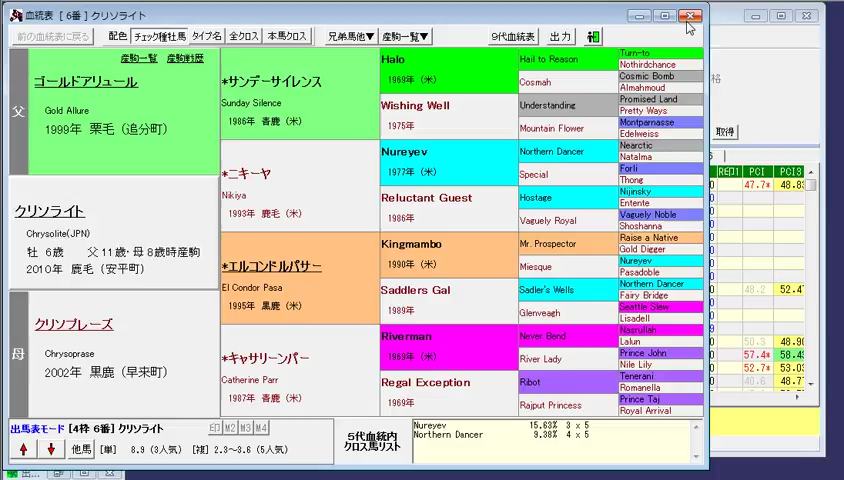 血統表 [ 6番 ] クリソライト
前の血統表に戻る 配色 チェック種牡馬 タイプ名 全クロス 本馬クロス 兄弟馬他▼ 産駒一覧▼ 9代血統表 出力
父
産駒一覧 産駒戦歴
ゴールドアリュール
Gold Allure
1999年 栗毛（追分町）
クリソライト
Chrysolite(JPN)
牡 6歳 父11歳・母8歳時産駒
2010年 鹿毛（安平町）
母
クリソプレーズ
Chrysoprase
2002年 黒鹿（早来町）
*サンデーサイレンス
Sunday Silence
1986年 青鹿（米）
*ニキーヤ
Nikiya
1993年 鹿毛（米）
*エルコンドルパサー
El Condor Pasa
1995年 黒鹿（米）
*キャサリーンパー
Catherine Parr
1987年 青鹿（米）
Halo
1969年（米）
Wishing Well
1975年
Nureyev
1977年（米）
Reluctant Guest
1986年
Kingmambo
1990年（米）
Saddlers Gal
1989年
Riverman
1969年（米）
Regal Exception
1969年
Hail to Reason
Cosmah
Understanding
Mountain Flower
Northern Dancer
Special
Hostage
Vaguely Royal
Mr. Prospector
Miesque
Sadler's Wells
Glenveagh
Never Bend
River Lady
Ribot
Rajput Princess
Turn-to
Nothirdchance
Cosmic Bomb
Almahmoud
Promised Land
Pretty Ways
Montparnasse
Edelweiss
Nearctic
Natalma
Forli
Thong
Nijinsky
Entente
Vaguely Noble
Shoshanna
Raise a Native
Gold Digger
Nureyev
Pasadoble
Northern Dancer
Fairy Bridge
Seattle Slew
Lisadell
Nasrullah
Lalun
Prince John
Nile Lily
Tenerani
Romanella
Prince Taj
Royal Arrival
出馬表モード [4枠 6番] クリソライト 印 M2 M3 M4
他馬 [単] 8.9 (3人気) [複] 2.3～3.6 (5人気)
5代血統内
クロス馬リスト
Nureyev 15.63% 3 x 5
Northern Dancer 9.38% 4 x 5
格
取得
PCI PCI3
47.7*
48.2
50.3 48.90
57.4*
52.7*
40.6